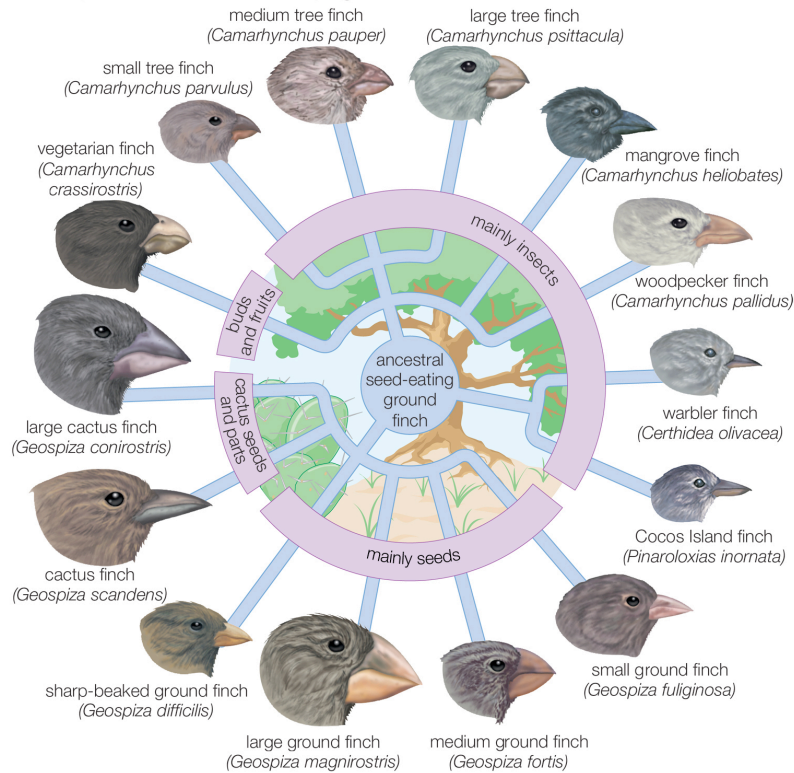 medium tree finch
(Camarhynchus pauper)
large tree finch
(Camarhynchus psittacula)
small tree finch
(Camarhynchus parvulus)
mangrove finch
(Camarhynchus heliobates)
vegetarian finch
(Camarhynchus
crassirostris)
woodpecker finch
(Camarhynchus pallidus)
mainly insects
buds
and fruits
ancestral
seed-eating
ground
finch
cactus seeds
and parts
large cactus finch
(Geospiza conirostris)
warbler finch
(Certhidea olivacea)
Cocos Island finch
(Pinaroloxias inornata)
mainly seeds
cactus finch
(Geospiza scandens)
small ground finch
(Geospiza fuliginosa)
sharp-beaked ground finch
(Geospiza difficilis)
large ground finch
(Geospiza magnirostris)
medium ground finch
(Geospiza fortis)